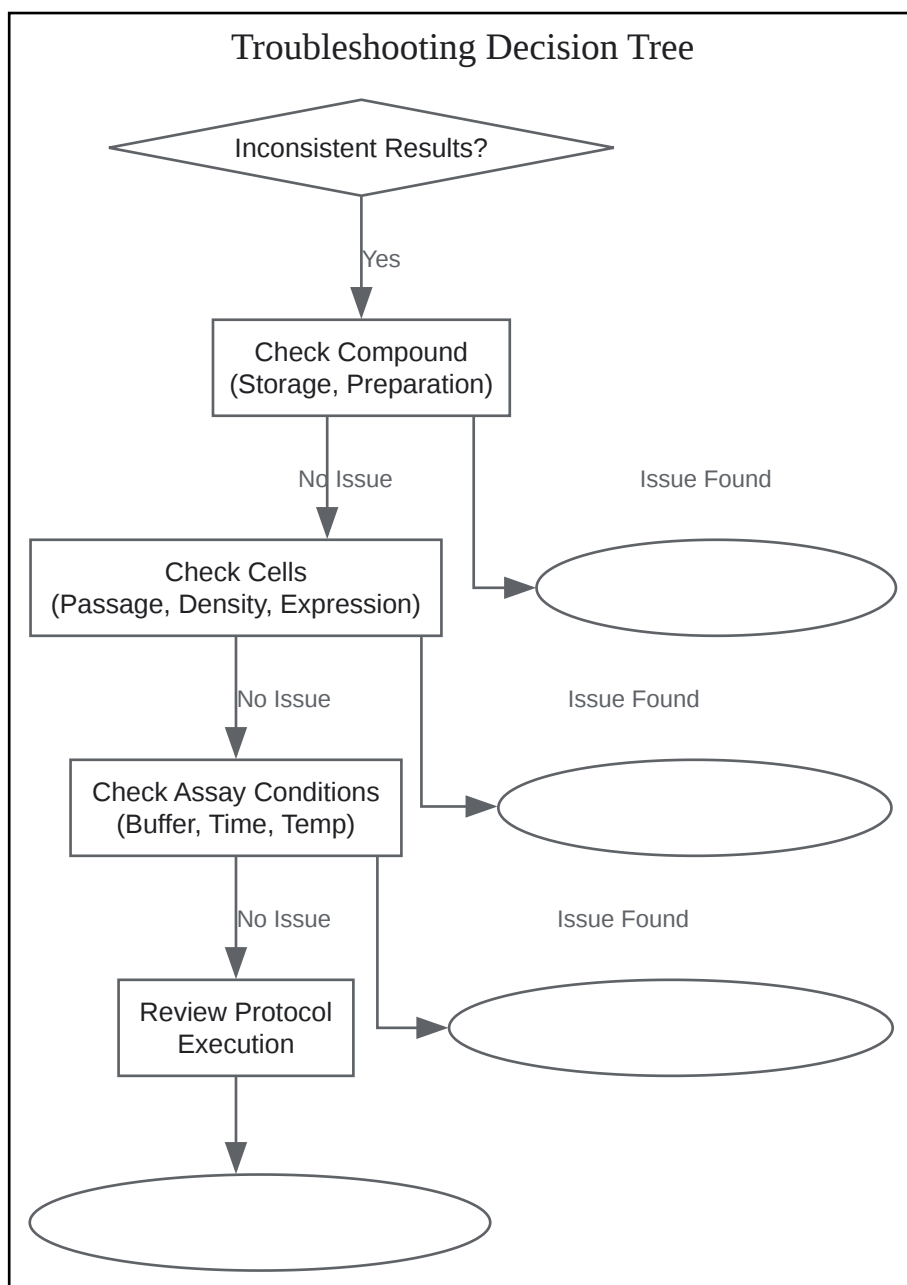 Troubleshooting Decision Tree
Inconsistent Results?
Yes
Check Compound
(Storage, Preparation)
No Issue
Issue Found
Check Cells
(Passage, Density, Expression)
No Issue
Issue Found
Check Assay Conditions
(Buffer, Time, Temp)
No Issue
Issue Found
Review Protocol
Execution